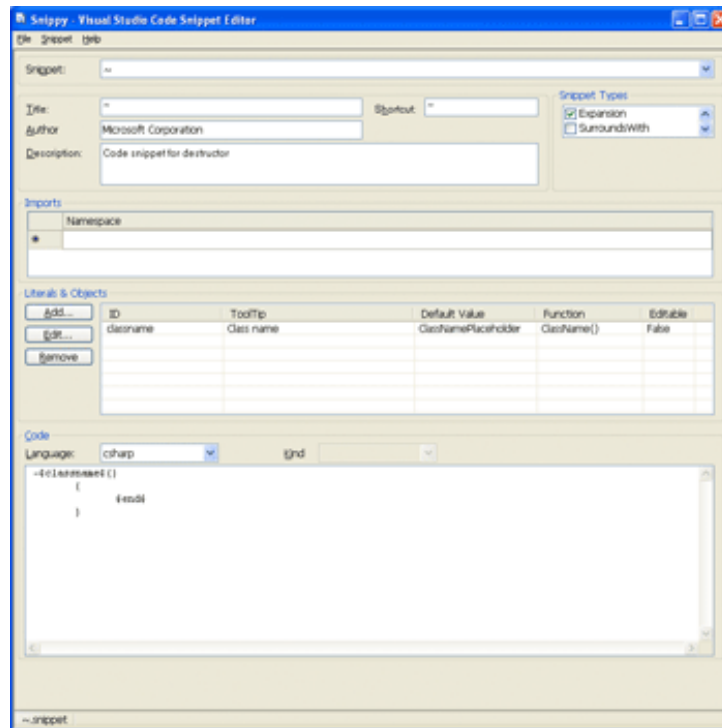 Snippy - Visual Studio Code Snippet Editor
File Snippet Help
Snippet: ~
Title: ~ Shortcut ~
Author Microsoft Corporation
Description: Code snippet for destructor
Snippet Types
Expansion
SurroundsWith
Imports
Namespace
Literals & Objects
Add... ID ToolTip Default Value Function Editable
Edit... classname Class name ClassNamePlaceholder ClassName() False
Remove
Code
Language: csharp Kind
~$classname$()
{
$end$
}
~.snippet